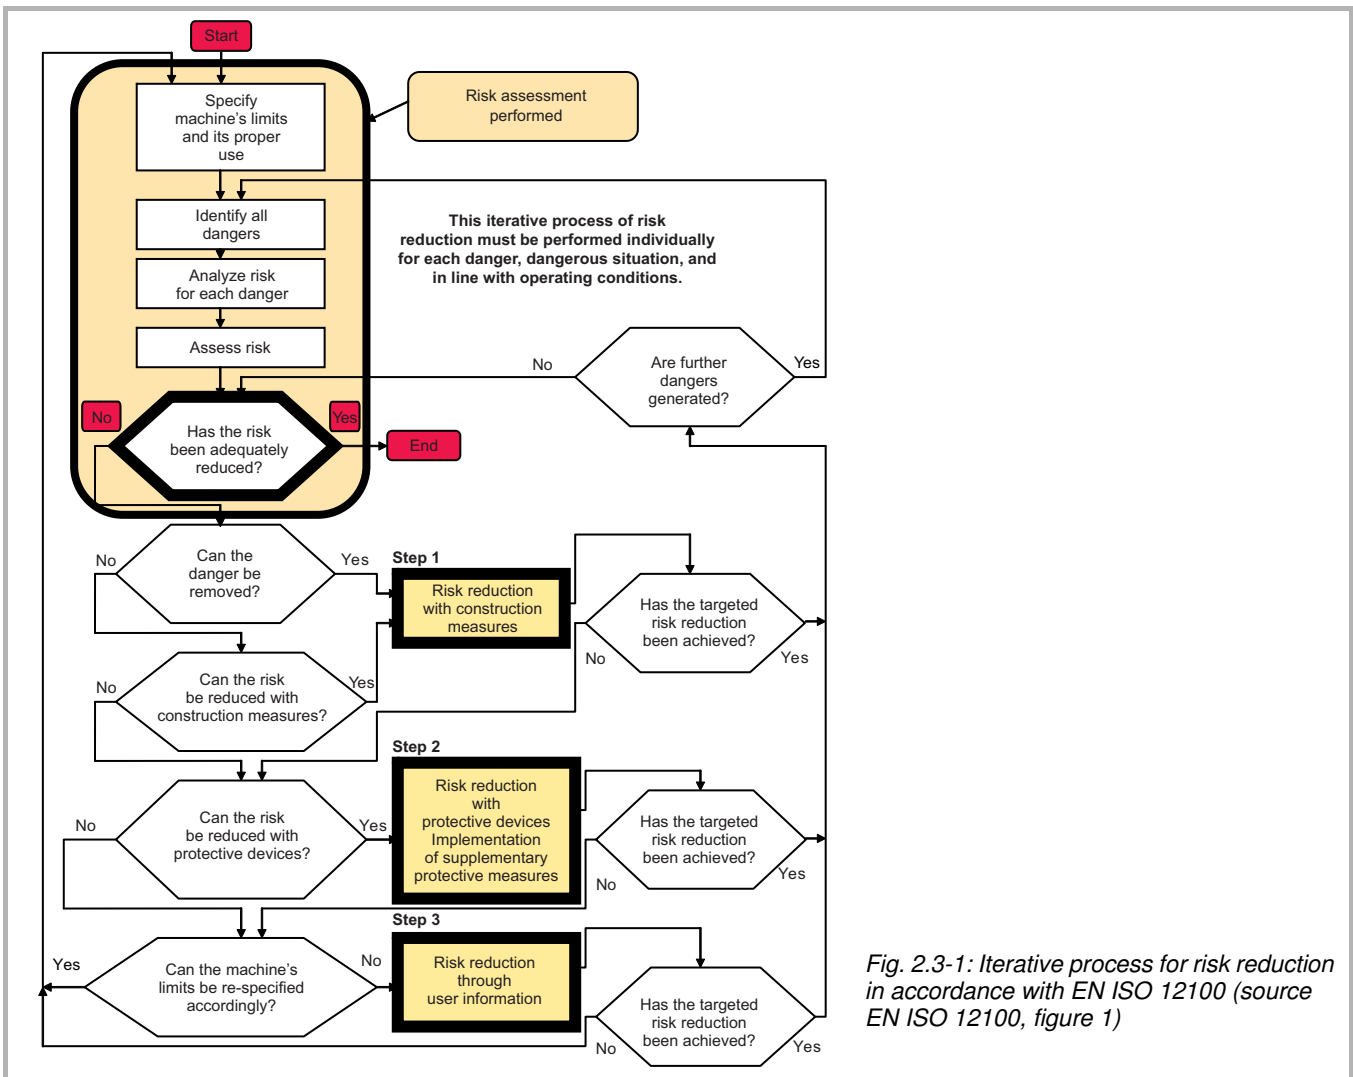 Start
Specify
machine's limits
and its proper
use
Risk assessment
performed
Identify all
dangers
This iterative process of risk
reduction must be performed individually
for each danger, dangerous situation, and
in line with operating conditions.
Analyze risk
for each danger
Assess risk
No
Are further
dangers
generated?
Yes
No
Yes
Has the risk
been adequately
reduced?
End
No
Can the
danger be
removed?
Yes
Step 1
Risk reduction
with construction
measures
Has the targeted
risk reduction
been achieved?
No
Yes
No
Can the risk
be reduced with
construction measures?
Yes
Step 2
Risk reduction
with
protective devices
Implementation
of supplementary
protective measures
No
Can the risk
be reduced with
protective devices?
Yes
Has the targeted
risk reduction
been achieved?
No
Yes
Step 3
Yes
Can the machine's
limits be re-specified
accordingly?
No
Risk reduction
through
user information
Has the targeted
risk reduction
been achieved?
No
Yes
Fig. 2.3-1: Iterative process for risk reduction
in accordance with EN ISO 12100 (source
EN ISO 12100, figure 1)